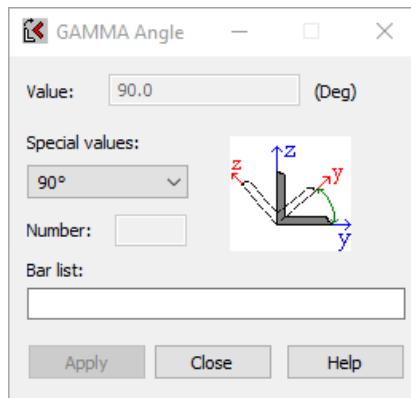 GAMMA Angle
Value: 90.0 (Deg)
Special values:
90°
z
z y
y
Number:
Bar list:
Apply Close Help